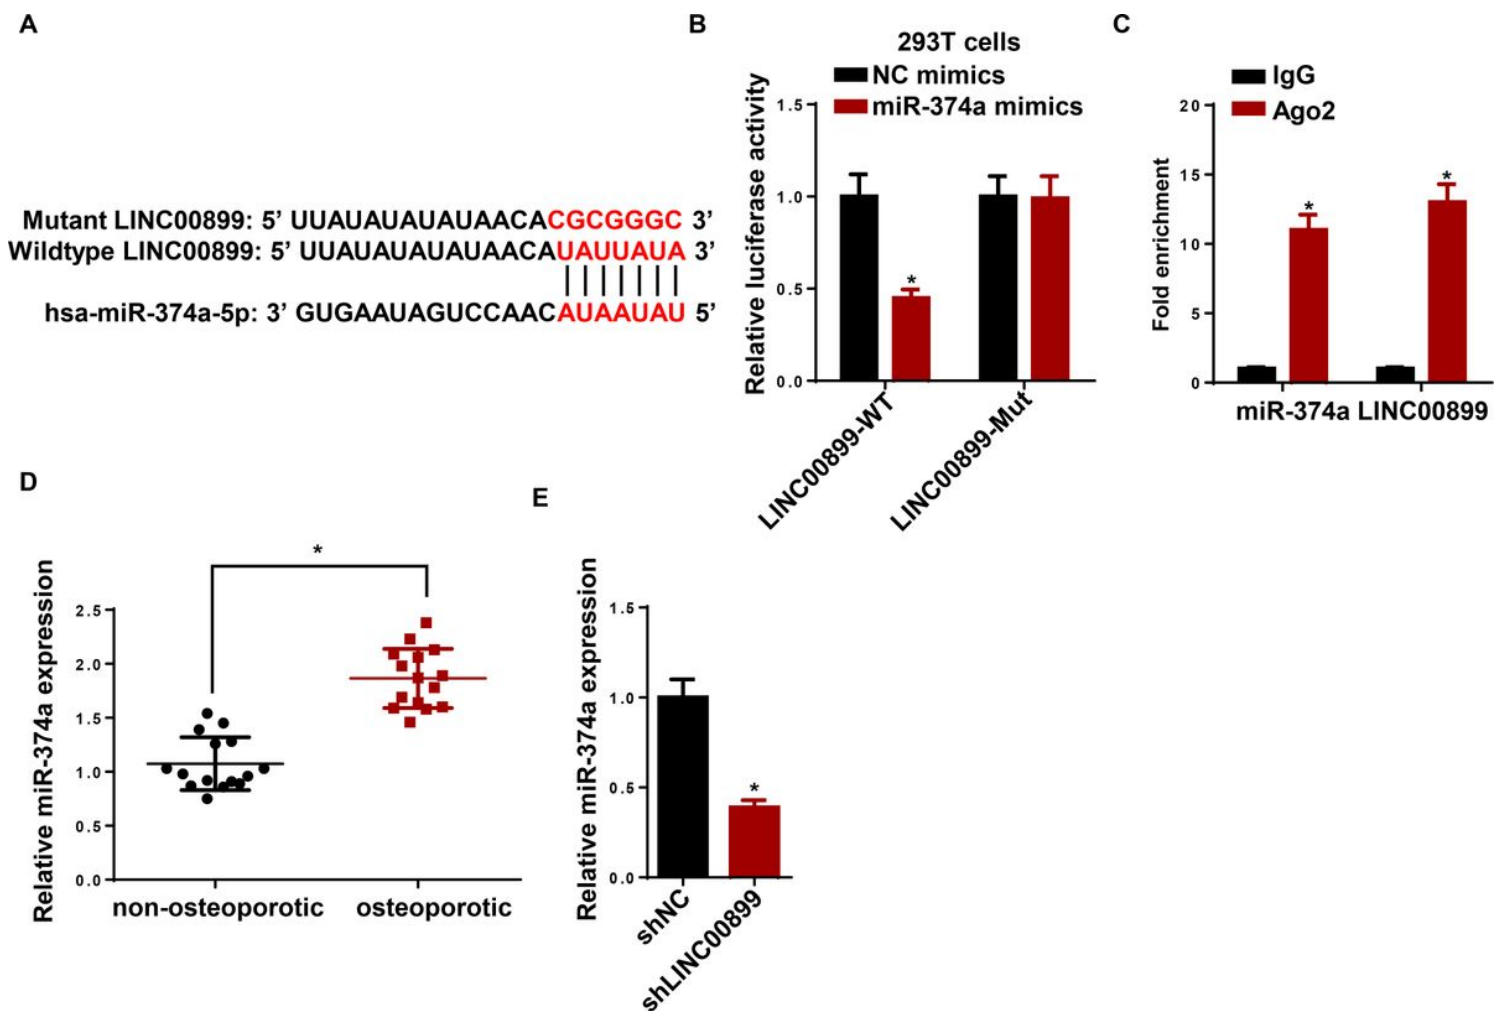 A
Mutant LINC00899: 5’ UUAUAUAUAUAACACGCGGGC 3’
Wildtype LINC00899: 5’ UUAUAUAUAUAACAUAUUAUA 3’
hsa-miR-374a-5p: 3’ GUGAAUAGUCCAACAUAAUAU 5’
B
293T cells
NC mimics
miR-374a mimics
Relative luciferase activity
1.5
1.0
0.5
0.0
*
LINC00899-WT
LINC00899-Mut
C
IgG
Ago2
Fold enrichment
20
15
10
5
0
*
*
miR-374a LINC00899
D
Relative miR-374a expression
2.5
2.0
1.5
1.0
0.5
0.0
*
non-osteoporotic
osteoporotic
E
Relative miR-374a expression
1.5
1.0
0.5
0.0
*
shNC
shLINC00899